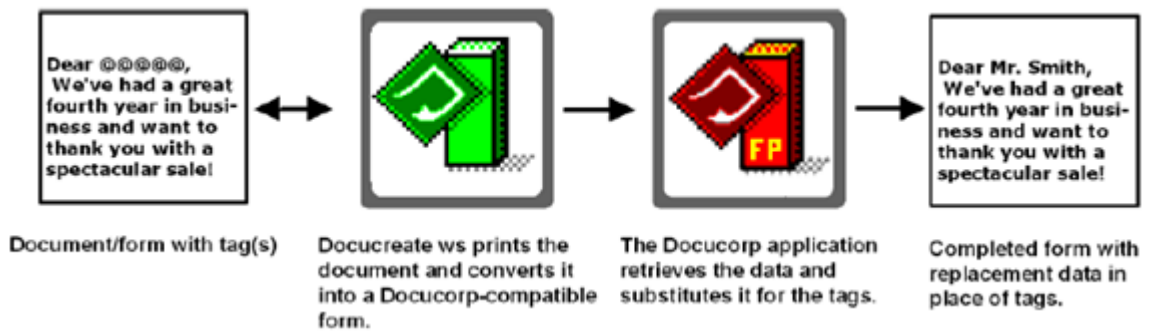 Dear @@@@@,
We've had a great
fourth year in busi-
ness and want to
thank you with a
spectacular sale!
FP
Dear Mr. Smith,
We've had a great
fourth year in busi-
ness and want to
thank you with a
spectacular sale!
Document/form with tag(s)
Docucreate ws prints the
document and converts it
into a Docucorp-compatible
form.
The Docucorp application
retrieves the data and
substitutes it for the tags.
Completed form with
replacement data in
place of tags.